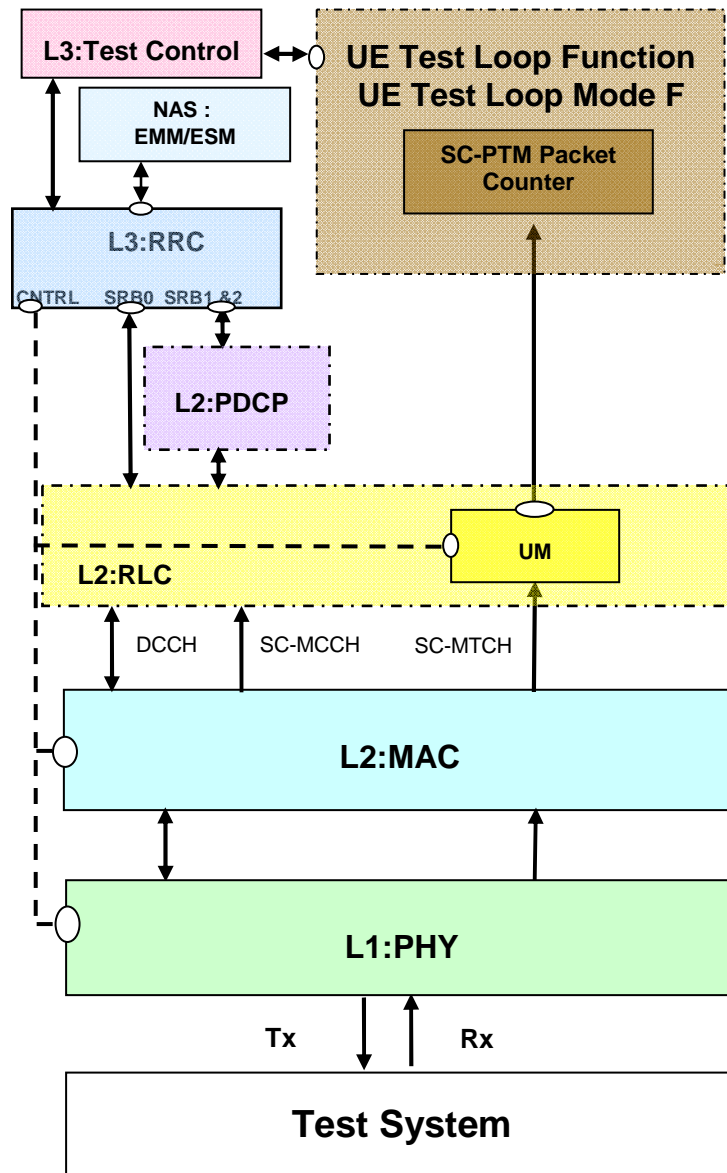 L3:Test Control
UE Test Loop Function
UE Test Loop Mode F
NAS :
EMM/ESM
SC-PTM Packet
Counter
L3:RRC
CNTRL SRB0 SRB1 &2
L2:PDCP
UM
L2:RLC
DCCH SC-MCCH SC-MTCH
L2:MAC
L1:PHY
Tx Rx
Test System